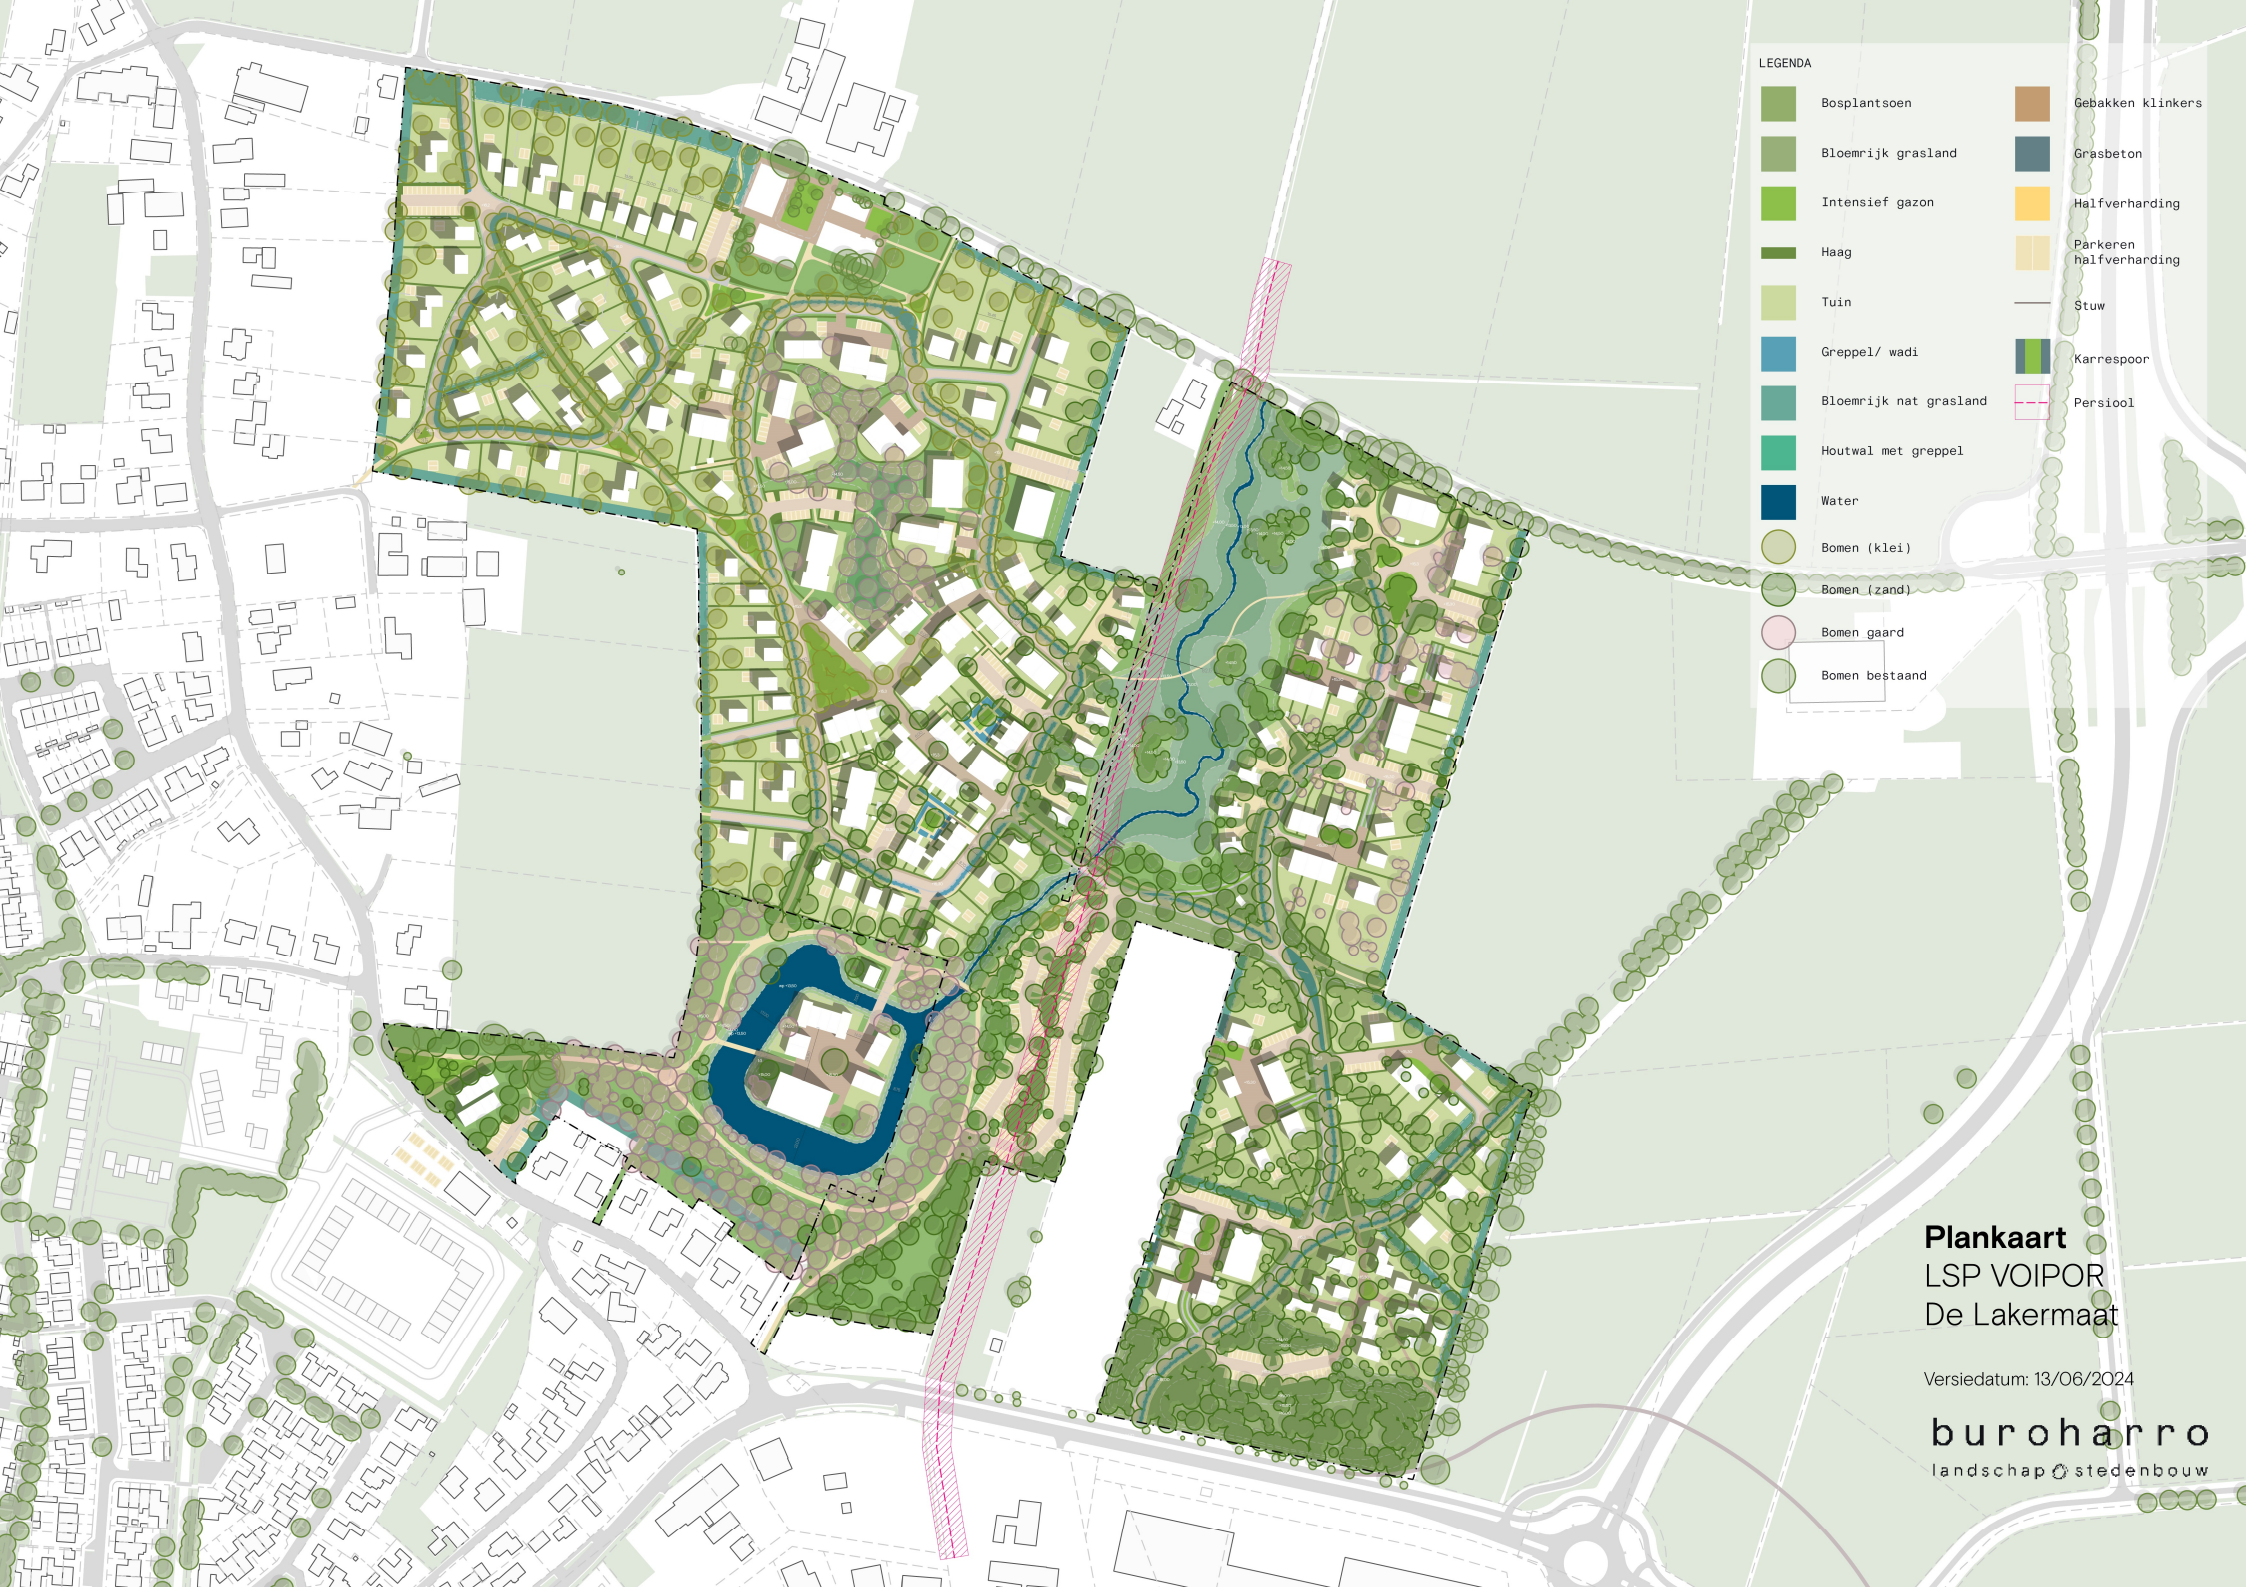 LEGENDA
Bosplantsoen
Bloemrijk grasland
Intensief gazon
Haag
Tuin
Greppel/ wadi
Bloemrijk nat grasland
Houtwal met greppel
Water
Bomen (klei)
Bomen (zand)
Bomen gaard
Bomen bestaand
Gebakken klinkers
Grasbeton
Halfverharding
Parkeren
halfverharding
Stuw
Karrespoor
Persiool
Plankaart
LSP VOIPOR
De Lakermaat
Versiedatum: 13/06/2024
buroharro
landschap stedenbouw